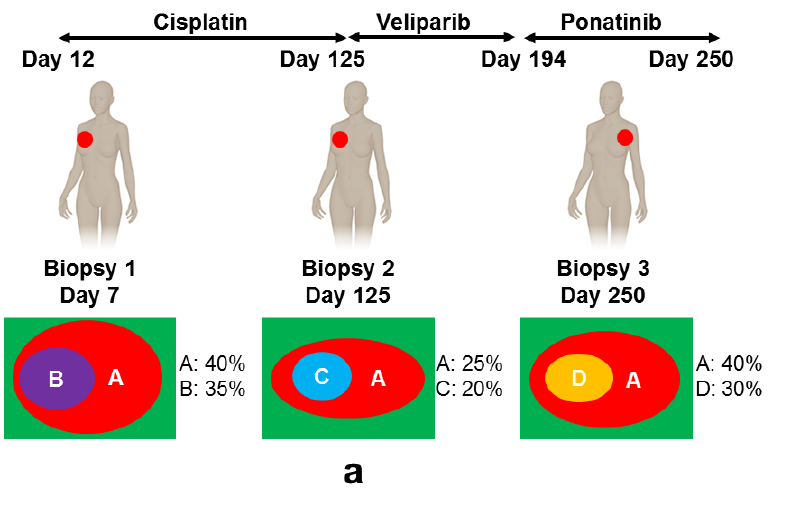 Cisplatin Veliparib Ponatinib
Day 12 Day 125 Day 194 Day 250
Biopsy 1 Biopsy 2 Biopsy 3
Day 7 Day 125 Day 250
B A A: 40% B: 35%
C A A: 25% C: 20%
D A A: 40% D: 30%
a